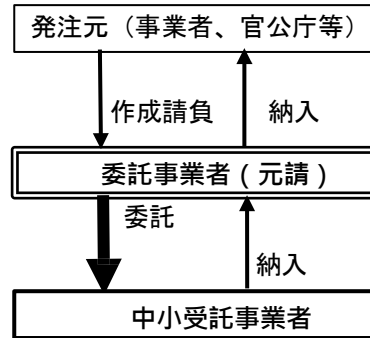 発注元（事業者、官公庁等）
作成請負
納入
委託事業者（元請）
委託
納入
中小受託事業者